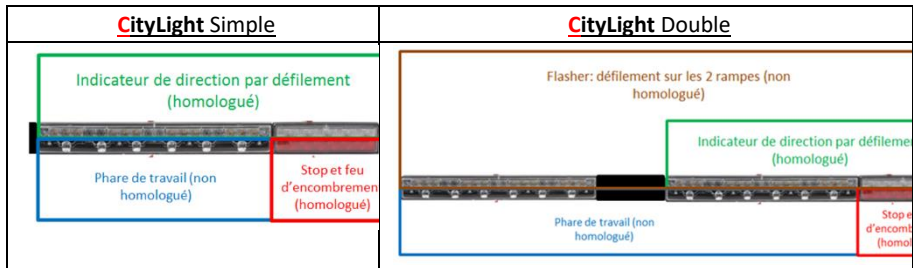 CityLight Simple
CityLight Double
Indicateur de direction par défilement
(homologué)
Phare de travail (non
homologué)
Stop et feu
d'encombremen
(homologué)
Flasher: défilement sur les 2 rampes (non
homologué)
Indicateur de direction par défileme
(homologué)
Phare de travail (non
homologué)
Stop e
d'encomb
(homol